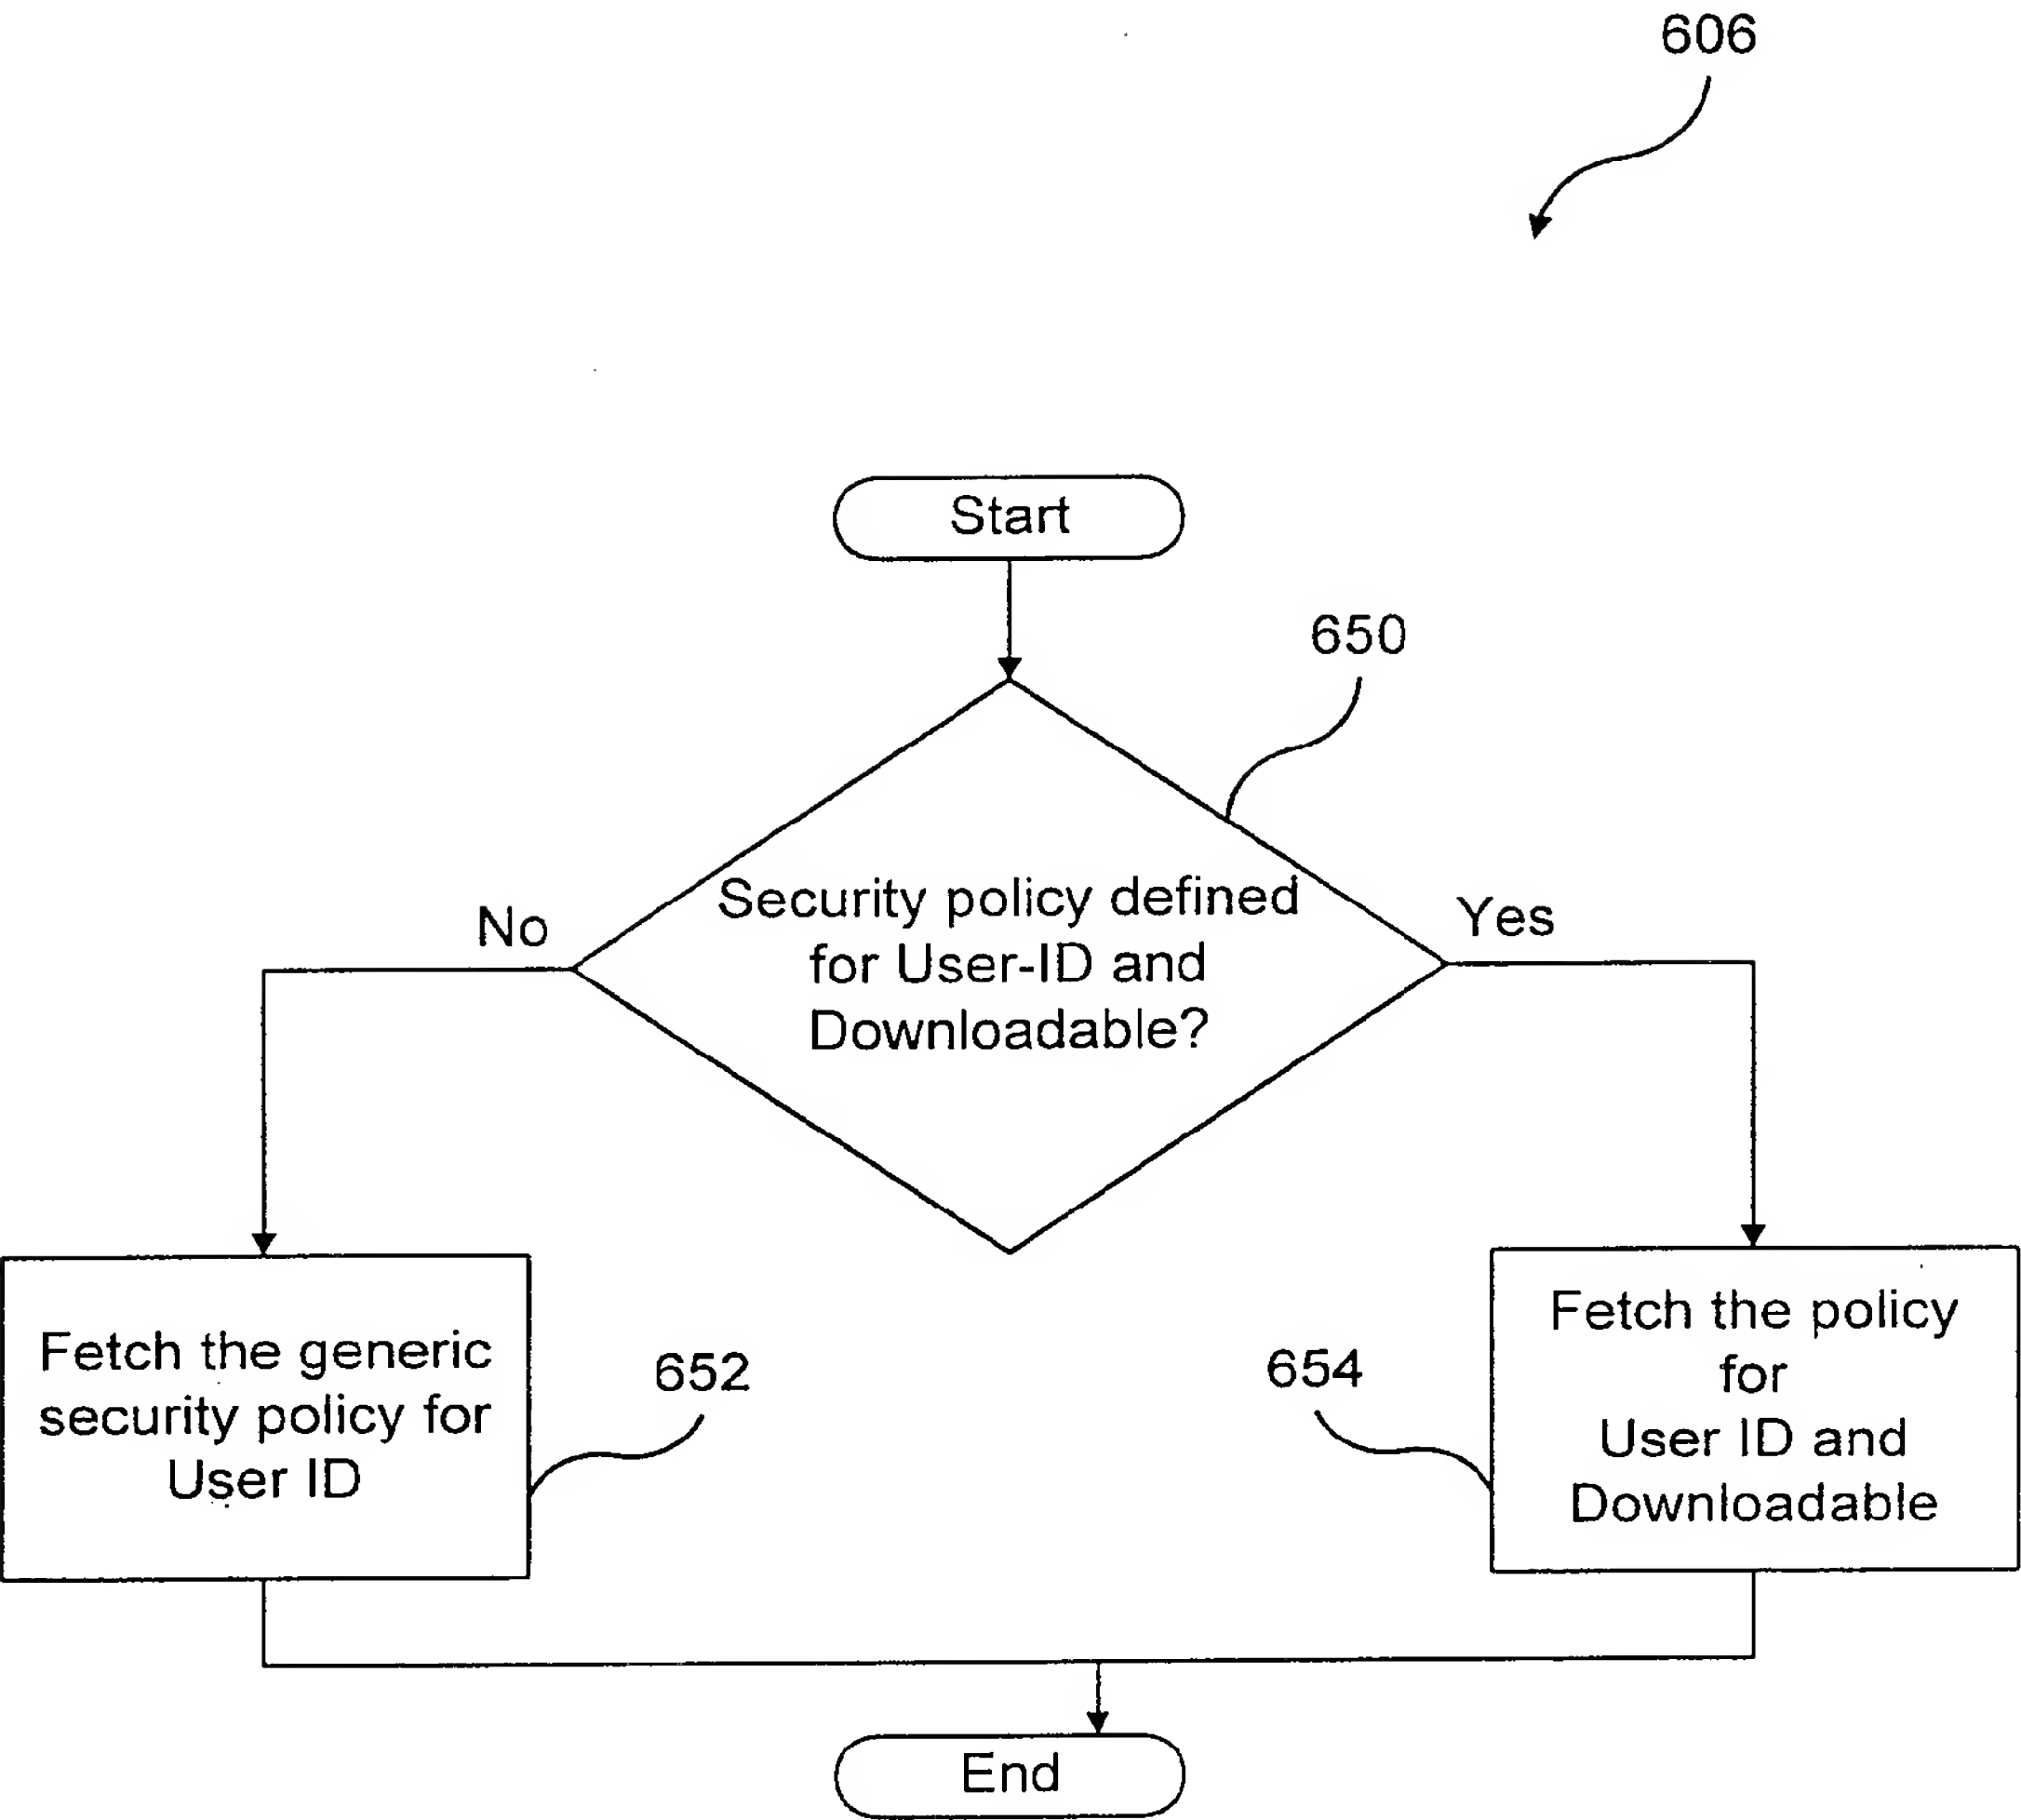 606
Start
650
Security policy defined
for User-ID and
Downloadable?
No
Yes
Fetch the generic
security policy for
User ID
652
654
Fetch the policy
for
User ID and
Downloadable
End